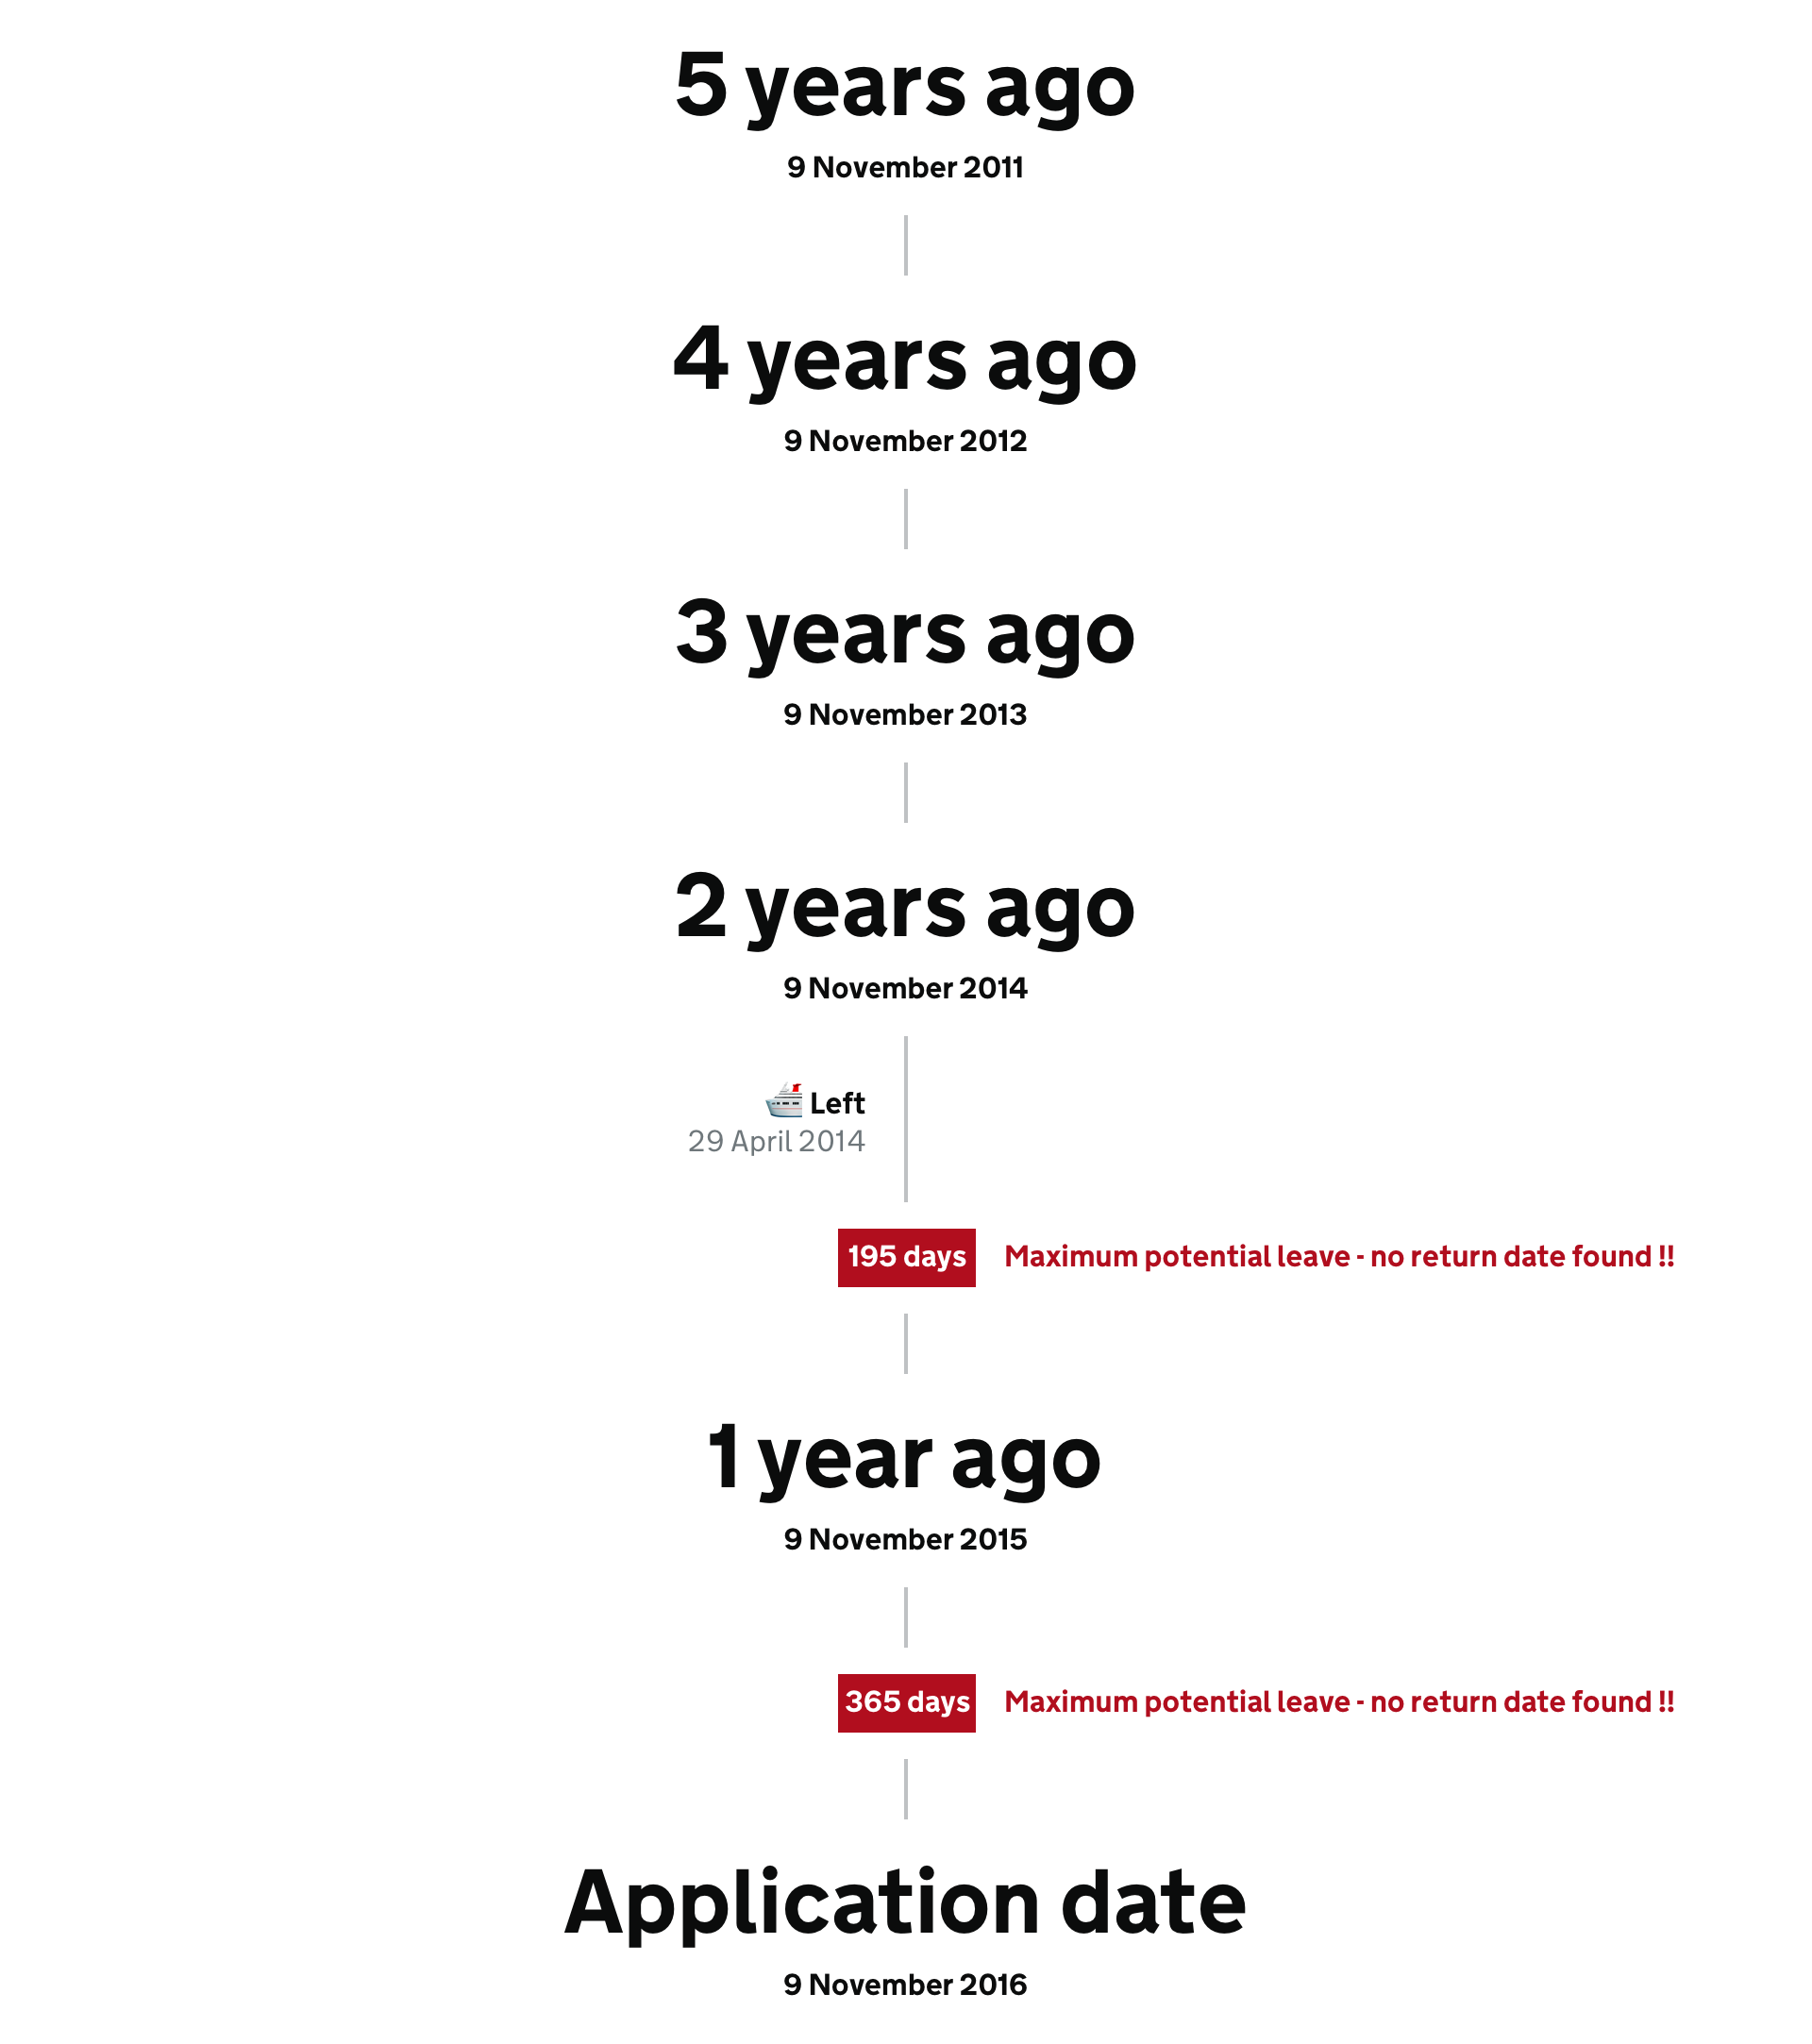 5 years ago
9 November 2011
4 years ago
9 November 2012
3 years ago
9 November 2013
2 years ago
9 November 2014
Left
29 April 2014
195 days Maximum potential leave - no return date found !!
1 year ago
9 November 2015
365 days Maximum potential leave - no return date found !!
Application date
9 November 2016